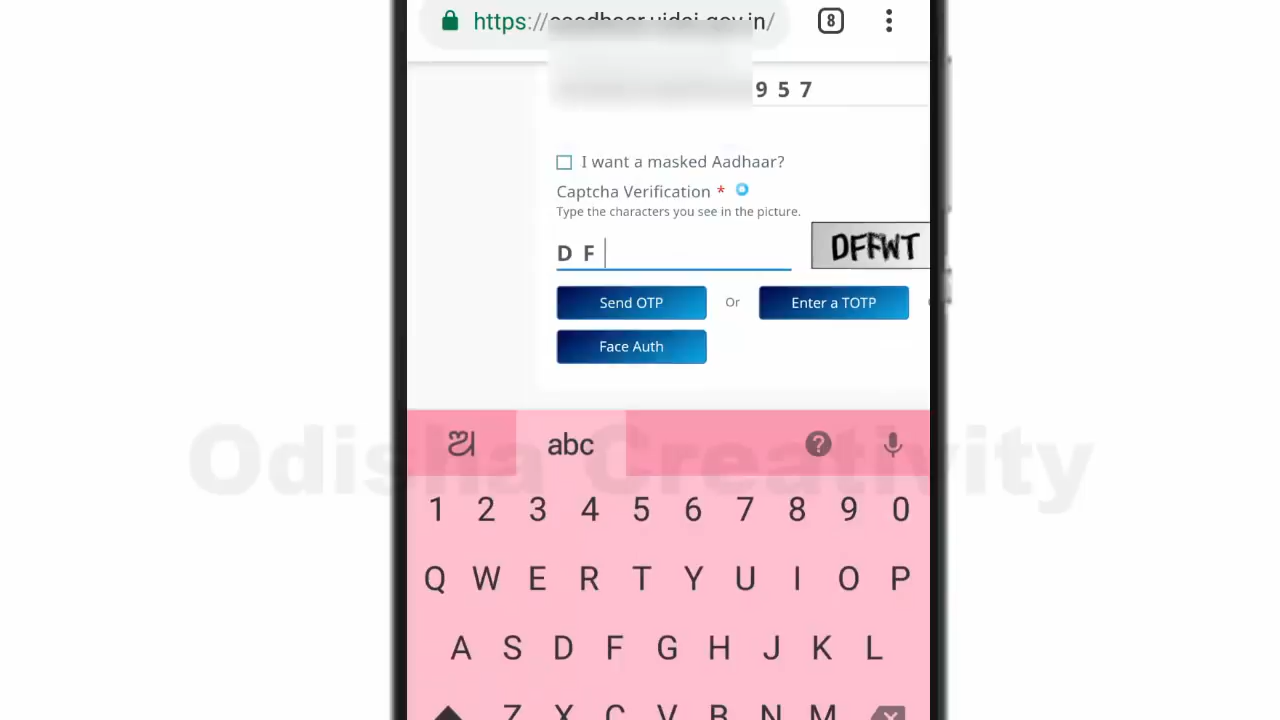 https://eaadhaar.uidai.gov.in/
8
9 5 7
I want a masked Aadhaar?
Captcha Verification *
Type the characters you see in the picture.
D F
DFFWT
Send OTP Or Enter a TOTP
Face Auth
ଅ abc ?
Odisha Creativity
1 2 3 4 5 6 7 8 9 0
Q W E R T Y U I O P
A S D F G H J K L
Z X C V B N M